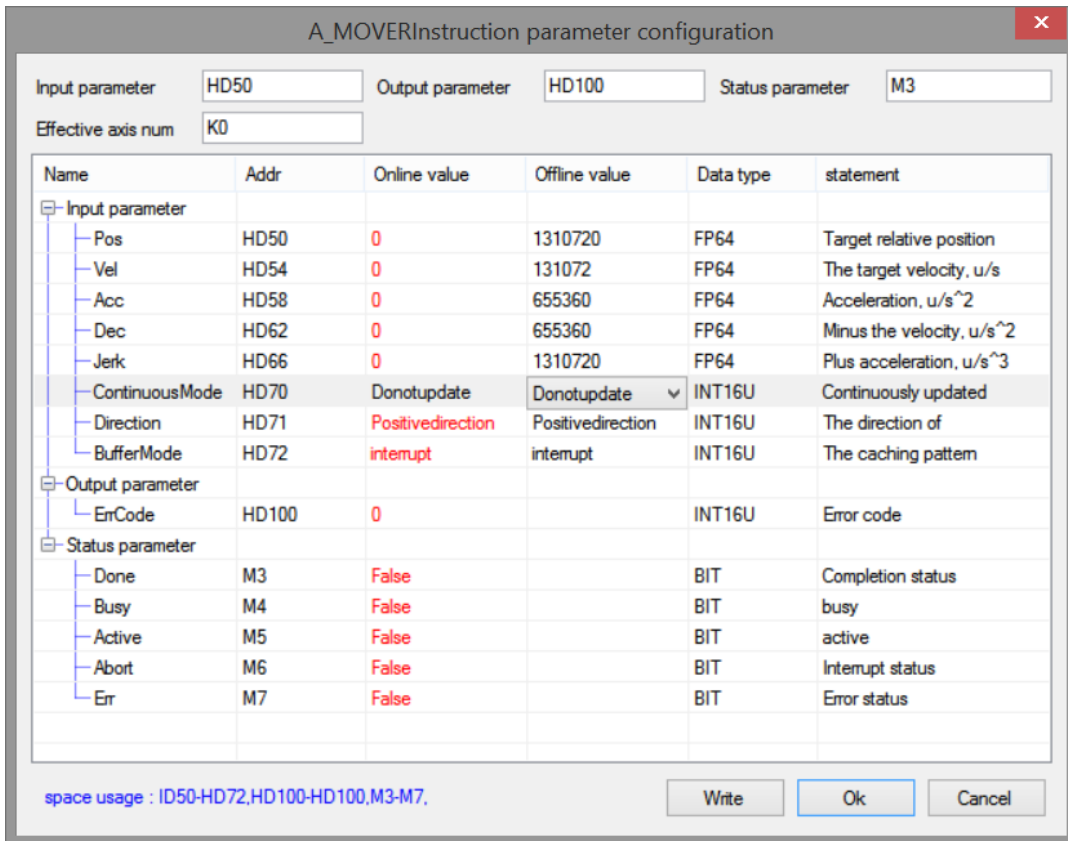 A_MOVERInstruction parameter configuration
Input parameter HD50 Output parameter HD100 Status parameter M3
Effective axis num K0
Name Addr Online value Offline value Data type statement
Input parameter
Pos HD50 0 1310720 FP64 Target relative position
Vel HD54 0 131072 FP64 The target velocity, u/s
Acc HD58 0 655360 FP64 Acceleration, u/s^2
Dec HD62 0 655360 FP64 Minus the velocity, u/s^2
Jerk HD66 0 1310720 FP64 Plus acceleration, u/s^3
ContinuousMode HD70 Donotupdate Donotupdate INT16U Continuously updated
Direction HD71 Positivedirection Positivedirection INT16U The direction of
BufferMode HD72 interrupt interrupt INT16U The caching pattern
Output parameter
ErrCode HD100 0 INT16U Error code
Status parameter
Done M3 False BIT Completion status
Busy M4 False BIT busy
Active M5 False BIT active
Abort M6 False BIT Interrupt status
Err M7 False BIT Error status
space usage : ID50-HD72,HD100-HD100,M3-M7, Write Ok Cancel